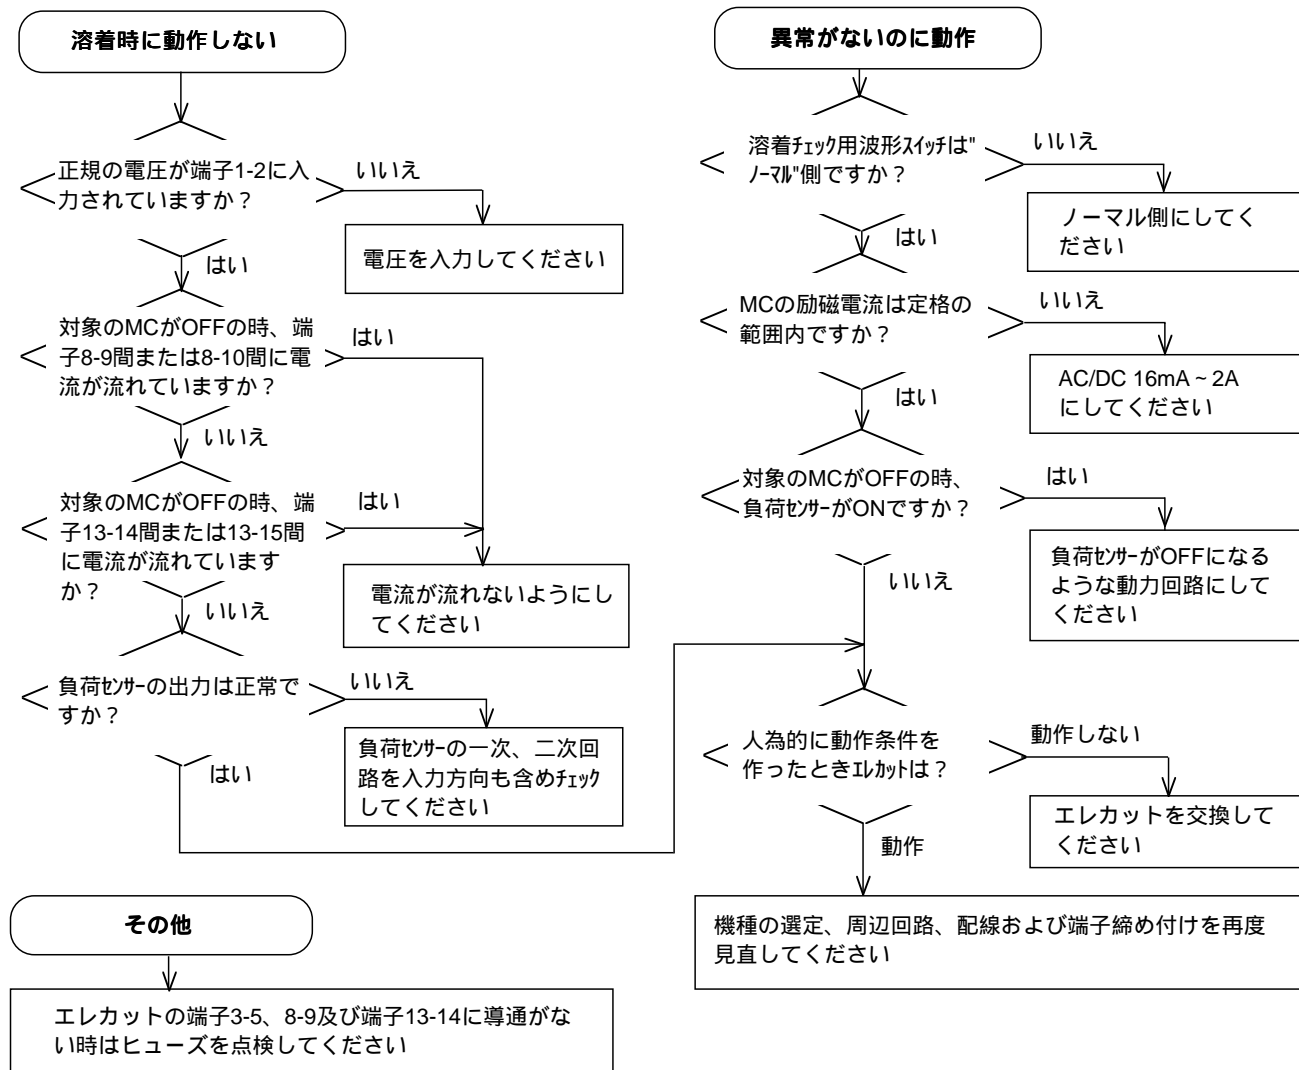 溶着時に動作しない
正規の電圧が端子1-2に入
力されていますか？
いいえ
電圧を入力してください
はい
対象のMCがOFFの時、端
子8-9間または8-10間に電
流が流れていますか？
はい
いいえ
対象のMCがOFFの時、端
子13-14間または13-15間
に電流が流れています
か？
はい
電流が流れないようにし
てください
いいえ
負荷ｾﾝｻｰの出力は正常で
すか？
いいえ
負荷ｾﾝｻｰの一次、二次回
路を入力方向も含めﾁｪｯｸ
してください
はい
異常がないのに動作
溶着ﾁｪｯｸ用波形ｽｲｯﾁは"
ﾉｰﾏﾙ"側ですか？
いいえ
ノーマル側にしてく
ださい
はい
MCの励磁電流は定格の
範囲内ですか？
いいえ
AC/DC 16mA ~ 2A
にしてください
はい
対象のMCがOFFの時、
負荷ｾﾝｻｰがONですか？
はい
負荷ｾﾝｻｰがOFFになる
ような動力回路にして
ください
いいえ
人為的に動作条件を
作ったときｴﾚｶｯﾄは？
動作しない
エレカットを交換して
ください
動作
機種の選定、周辺回路、配線および端子締め付けを再度
見直してください
その他
エレカットの端子3-5、8-9及び端子13-14に導通がな
い時はヒューズを点検してください